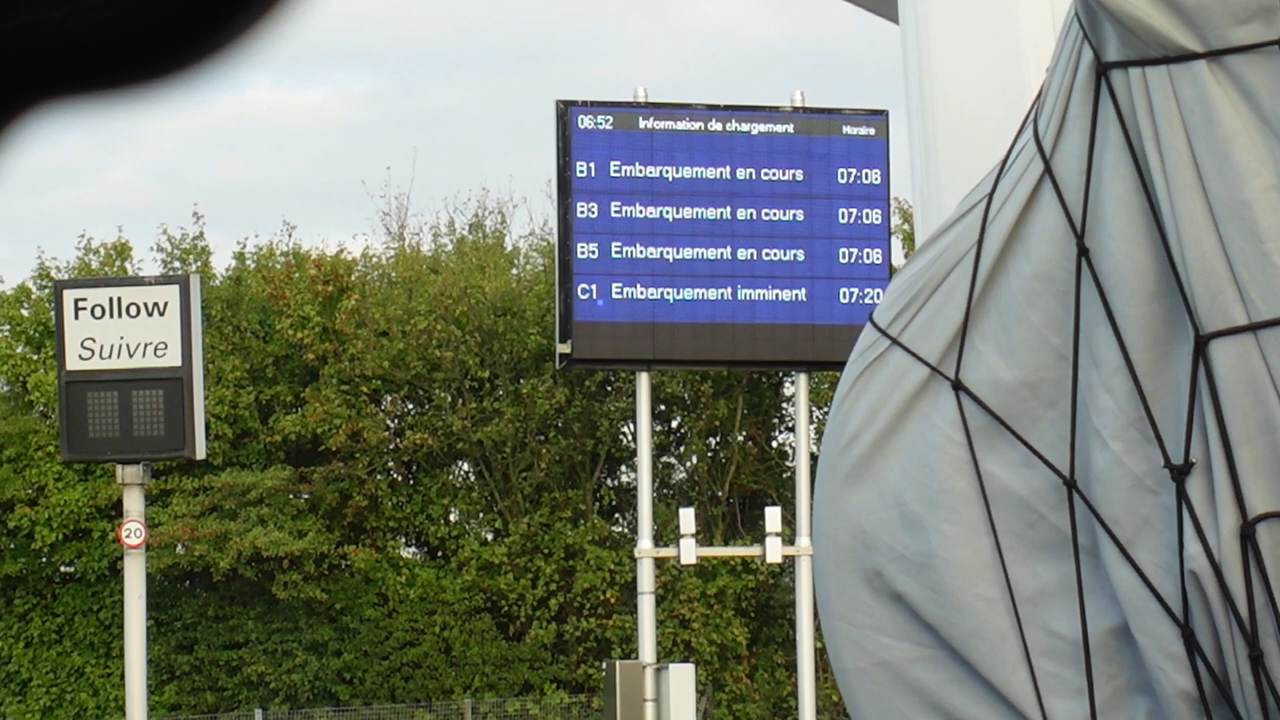 06:52 Information de chargement Horaire
B1 Embarquement en cours 07:06
B3 Embarquement en cours 07:06
B5 Embarquement en cours 07:06
C1 Embarquement imminent 07:20
Follow
Suivre
20